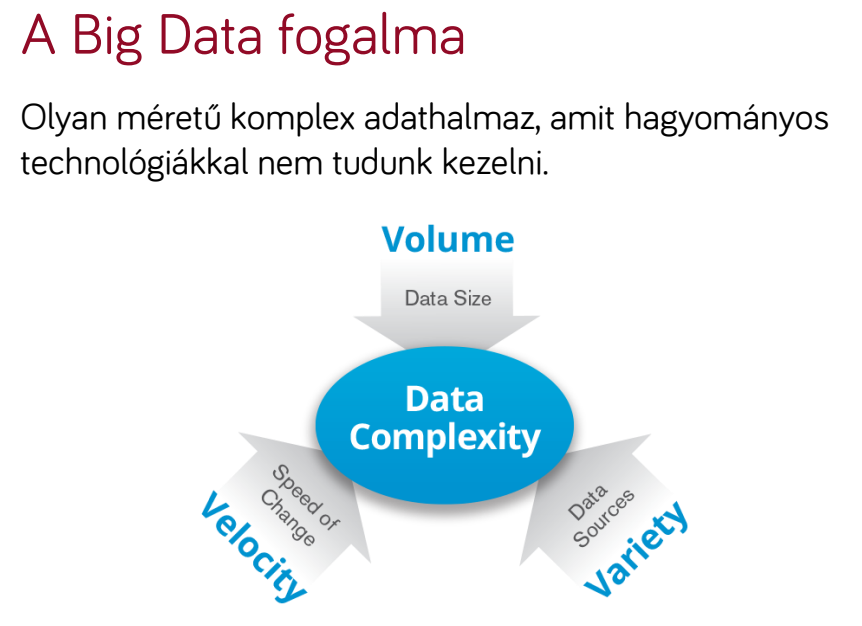 A Big Data fogalma
Olyan méretű komplex adathalmaz, amit hagyományos
technológiákkal nem tudunk kezelni.
Volume
Data Size
Data
Complexity
Speed of
Change
Velocity
Data
Sources
Variety